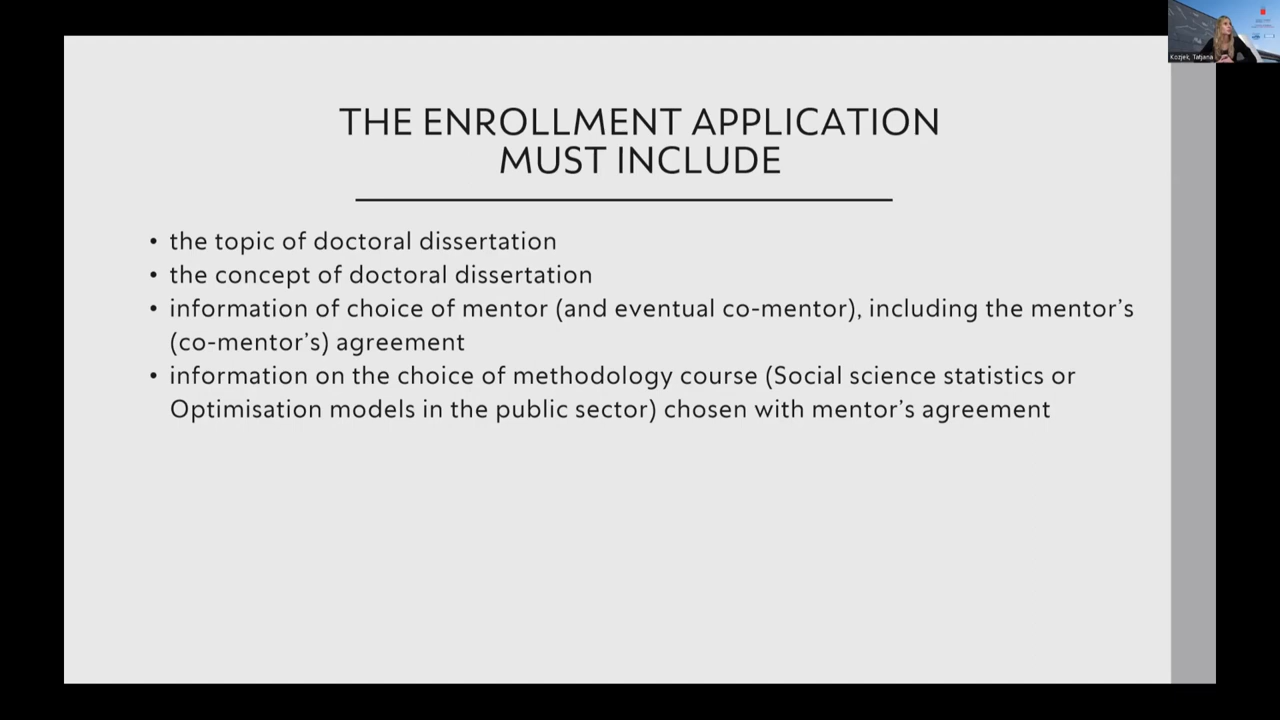 THE ENROLLMENT APPLICATION
MUST INCLUDE
• the topic of doctoral dissertation
• the concept of doctoral dissertation
• information of choice of mentor (and eventual co-mentor), including the mentor's
(co-mentor's) agreement
• information on the choice of methodology course (Social science statistics or
Optimisation models in the public sector) chosen with mentor's agreement
Kozjek, Tatjana